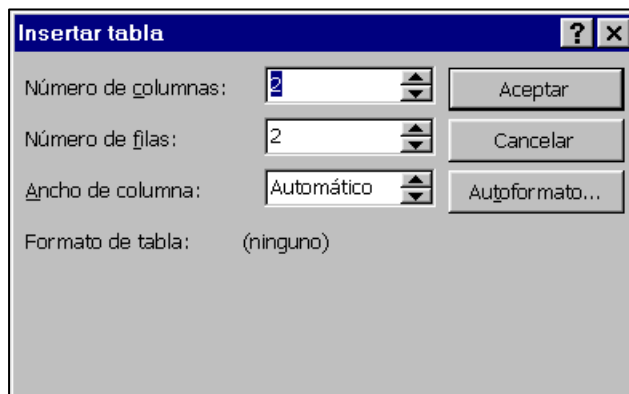 Insertar tabla
Número de columnas: 2 Aceptar
Número de filas: 2 Cancelar
Ancho de columna: Automático Autoformato...
Formato de tabla: (ninguno)